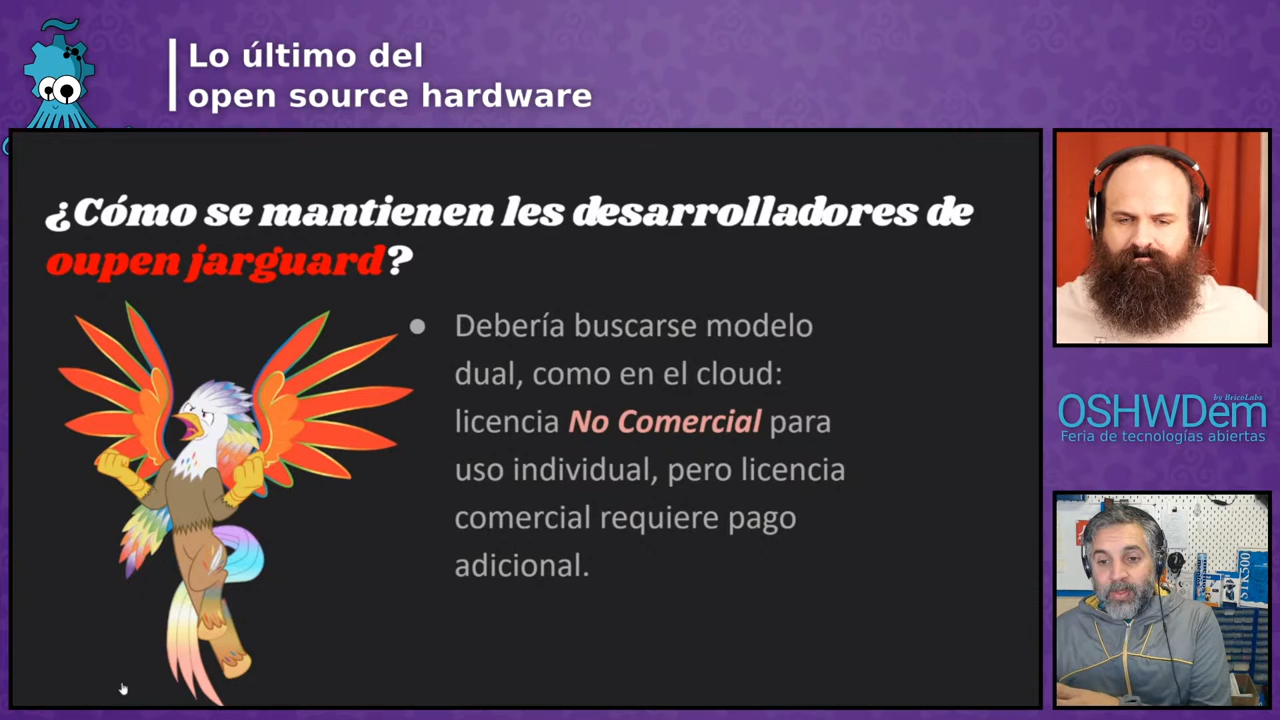 Lo último del
open source hardware
¿Cómo se mantienen les desarrolladores de
oupen jarguard?
● Debería buscarse modelo
dual, como en el cloud:
licencia No Comercial para
uso individual, pero licencia
comercial requiere pago
adicional.
by BricoLabs
OSHWDem
Feria de tecnologías abiertas
STK500